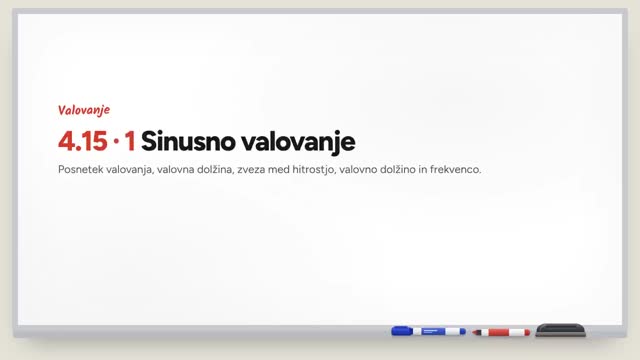 Valovanje
4.15 · 1 Sinusno valovanje
Posnetek valovanja, valovna dolžina, zveza med hitrostjo, valovno dolžino in frekvenco.